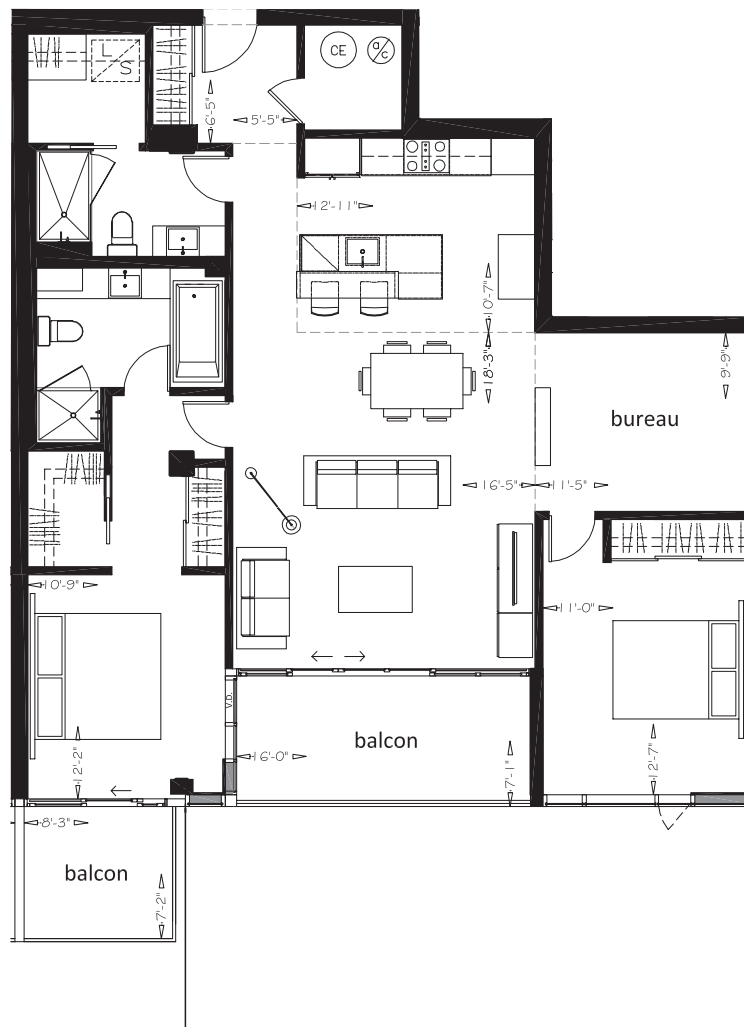 L
S
CE
a/c
6'-5"
5'-5"
12'-11"
10'-7"
18'-3"
9'-9"
bureau
16'-5"
11'-5"
10'-9"
11'-0"
V.D.
balcon
16'-0"
12'-2"
7'-1"
12'-7"
8'-3"
balcon
7'-2"